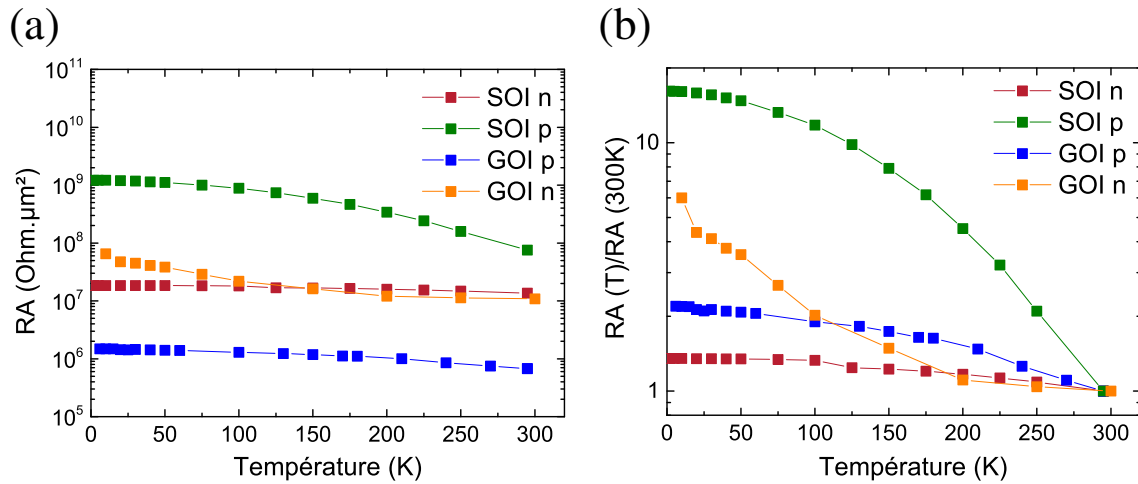 (a)
RA (Ohm.µm²)
10¹¹
10¹⁰
10⁹
10⁸
10⁷
10⁶
10⁵
SOI n
SOI p
GOI p
GOI n
0 50 100 150 200 250 300
Température (K)
(b)
RA (T)/RA (300K)
10
1
SOI n
SOI p
GOI p
GOI n
0 50 100 150 200 250 300
Température (K)